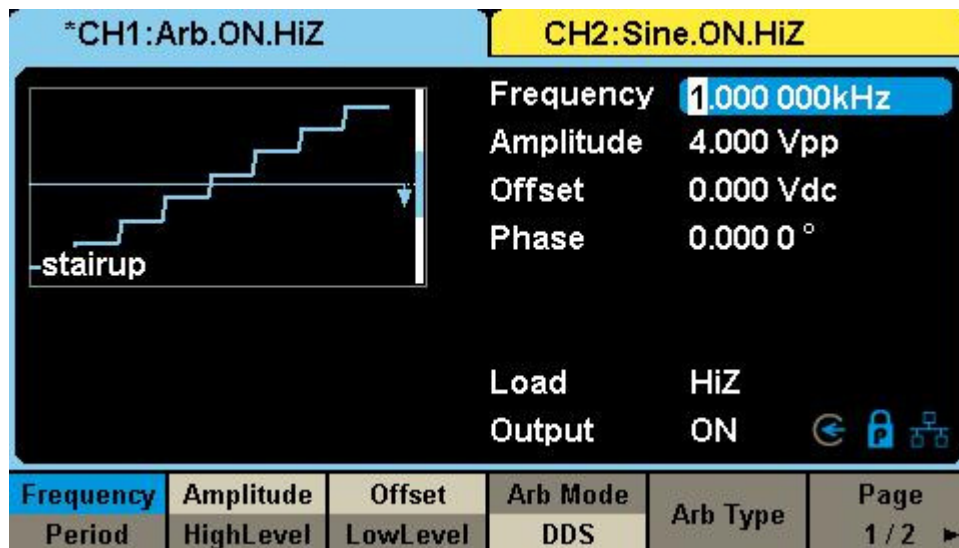 *CH1:Arb.ON.HiZ
CH2:Sine.ON.HiZ
Frequency 1.000 000kHz
Amplitude 4.000 Vpp
Offset 0.000 Vdc
Phase 0.000 0 °
stairup
Load HiZ
Output ON
P
Frequency Amplitude Offset Arb Mode Arb Type Page
Period HighLevel LowLevel DDS 1/2